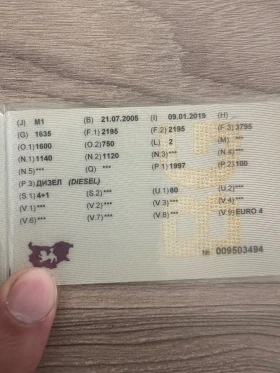 (J) M1 (B) 21.07.2005 (I) 09.01.2019 (H) ...
(G) 1635 (F.1) 2195 (F.2) 2195 (F.3) 3795
(O.1) 1600 (O.2) 750 (L) 2 (M) ***
(N.1) 1140 (N.2) 1120 (N.3)*** (N.4)***
(N.5)*** (Q) *** (P.1) 1997 (P.2) 100
(P.3) ДИЗЕЛ (DIESEL)
(S.1) 4+1 (S.2)*** (U.1) 80 (U.2)***
(V.1)*** (V.2)*** (V.3)*** (V.4)***
(V.6)*** (V.7)*** (V.8)*** (V.9) EURO 4
№ 009503494